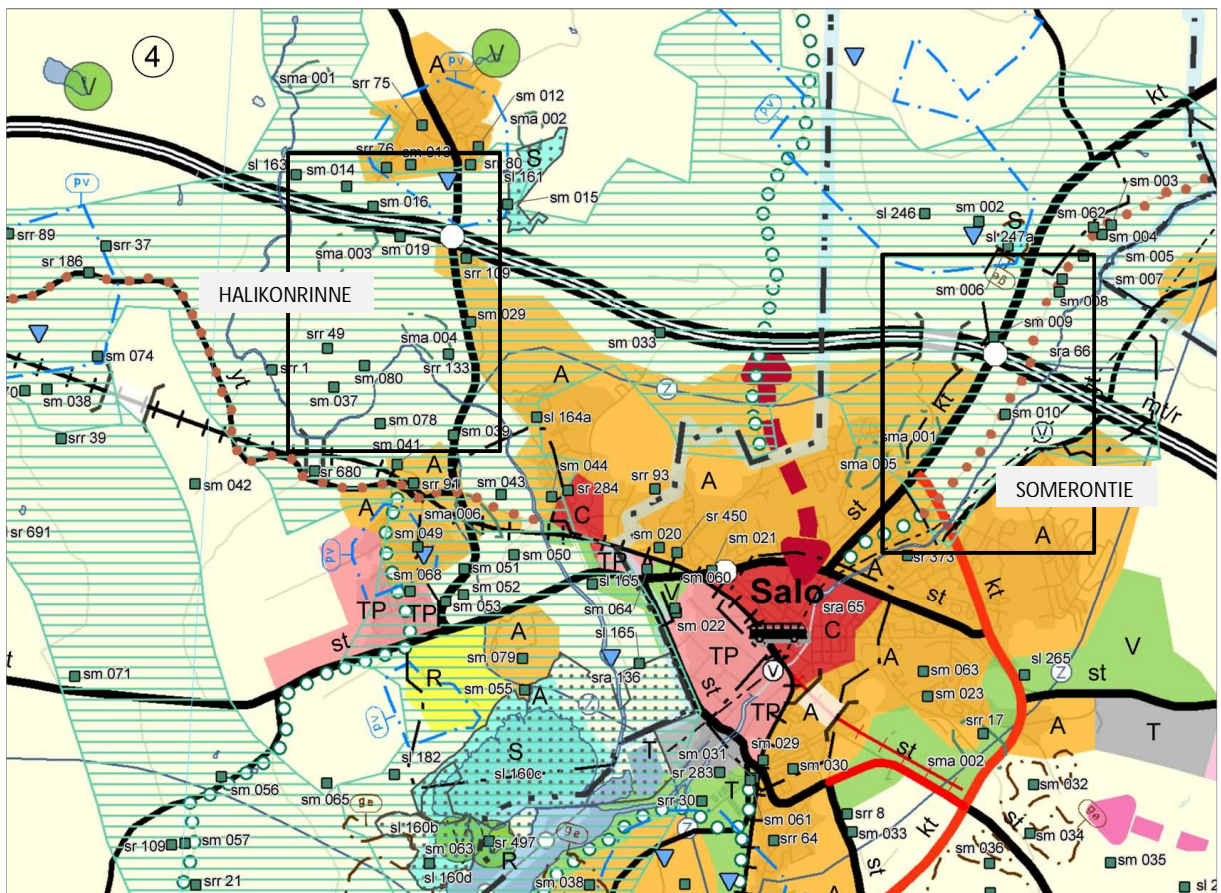 4
V
V
A
pv
sma 001
srr 75
sm 012
sma 002
srr 76
sm 013
srr 80
S
sl 163
sm 014
sl 161
sm 015
pv
pv
kt
sm 016
sm 019
sma 003
srr 89
srr 37
sr 186
srr 109
sl 246
sm 002
sm 062
sm 003
S
sl 247a
sm 004
sm 005
sm 007
sm 006
sm 008
sm 009
HALIKONRINNE
sm 029
sm 033
sra 66
srr 49
sma 004
srr 1
srr 133
sm 074
sm 080
sm 037
A
Z
kt
mt/r
yt
sm 038
srr 39
sm 078
sm 039
sl 164a
sm 010
V
sma 001
sm 041
sr 680
sm 042
A
srr 91
sm 043
sm 044
sr 284
srr 93
A
sma 005
SOMERONTIE
st
sr 691
A
sma 006
C
A
sm 049
pv
sm 050
TP
sm 020
sr 450
sm 021
sr 373
A
kt
sm 068
sm 051
sm 052
sm 053
sl 165
sm 060
Salo
st
TP
TP
sm 064
V
sm 022
sra 65
C
st
A
sm 079
sl 165
TP
V
A
sm 063
sl 265
V
Z
st
sm 071
R
sm 055
A
sra 136
st
TP
A
sm 023
srr 17
A
T
pv
Z
S
sl 160c
T
sm 031
sr 283
sm 029
sm 030
st
sma 002
sl 182
sm 056
sm 065
T
srr 30
sm 032
ge
sl 160b
ge
sm 061
srr 8
sm 033
kt
st
sm 034
sr 109
sm 057
sm 063
sr 497
R
Z
srr 64
sm 036
sm 035
srr 21
sl 160d
sm 038
A
A
st